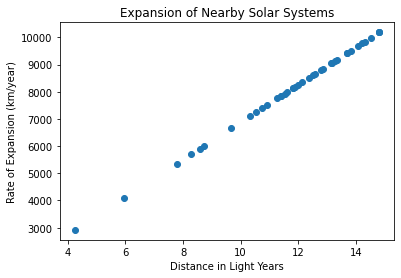 Expansion of Nearby Solar Systems
Rate of Expansion (km/year)
10000
9000
8000
7000
6000
5000
4000
3000
4 6 8 10 12 14
Distance in Light Years